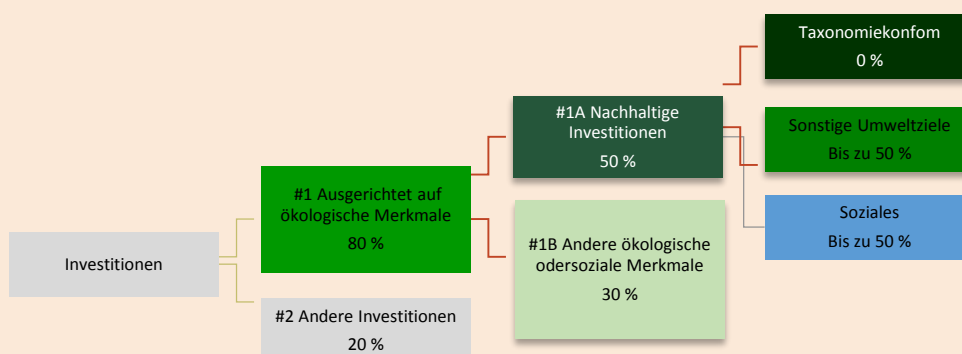 Taxonomiekonfom
0 %
#1A Nachhaltige
Investitionen
50 %
Sonstige Umweltziele
Bis zu 50 %
#1 Ausgerichtet auf
ökologische Merkmale
80 %
Soziales
Bis zu 50 %
#1B Andere ökologische
odersoziale Merkmale
30 %
Investitionen
#2 Andere Investitionen
20 %